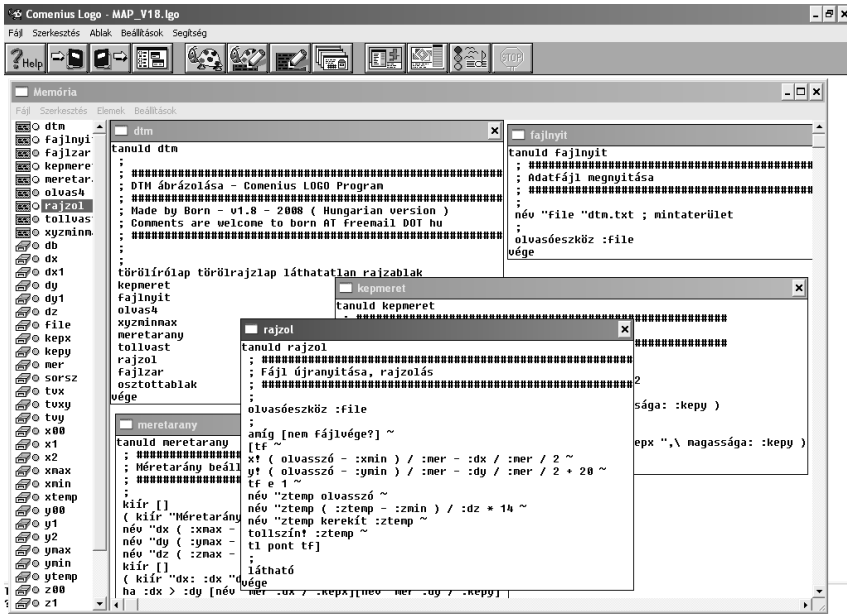 Comenius Logo - MAP_V18.lgo
Fájl Szerkesztés Ablak Beállítások Segítség
?Help
STOP
Memória
Fájl Szerkesztés Elemek Beállítások
dtm
fajlnyi
fajlzar
kepmere
meretar
olvas4
rajzol
tollvas
xyzminm
db
dx
dx1
dy
dy1
dz
file
kepx
kepy
mer
sorsz
tvx
tvxy
tvy
x00
x1
x2
xmax
xmin
xtemp
y00
y1
y2
ymax
ymin
ytemp
z00
z1
dtm
tanuld dtm
;
; ##################################################
; DTM ábrázolása - Comenius LOGO Program
; ##################################################
; Made by Born - v1.8 - 2008 ( Hungarian version )
; Comments are welcome to born AT freemail DOT hu
; ##################################################
;
;
törölírólap törölrajzlap láthatatlan rajzablak
kepmeret
fajlnyit
olvas4
xyzminmax
meretarany
tollvast
rajzol
fajlzar
osztottablak
vége
fajlnyit
tanuld fajlnyit
; ########################################
; Adatfájl megnyitása
; ########################################
;
név "file "dtm.txt ; mintaterület
;
olvasóeszköz :file
vége
kepmeret
tanuld kepmeret
; ##################################################
##################
2
sága: :kepy )
epx ",\ magassága: :kepy )
meretarany
tanuld meretarany
; ##############
; Méretarány beáll
; ##############
;
kiír []
( kiír "Méretarány
név "dx ( :xmax -
név "dy ( :ymax -
név "dz ( :zmax -
kiír []
( kiír "dx: :dx "d
ha :dx > :dy [név "mer :dx / :kepx][név "mer :dy / :kepy]
rajzol
tanuld rajzol
; ##################################################
; Fájl újranyitása, rajzolás
; ##################################################
;
olvasóeszköz :file
;
amíg [nem fájlvége?] ~
[tf ~
x! ( olvasszó - :xmin ) / :mer - :dx / :mer / 2 ~
y! ( olvasszó - :ymin ) / :mer - :dy / :mer / 2 + 20 ~
tf e 1 ~
név "ztemp olvasszó ~
név "ztemp ( :ztemp - :zmin ) / :dz * 14 ~
név "ztemp kerekít :ztemp ~
tollszín! :ztemp ~
tl pont tf]
;
látható
vége